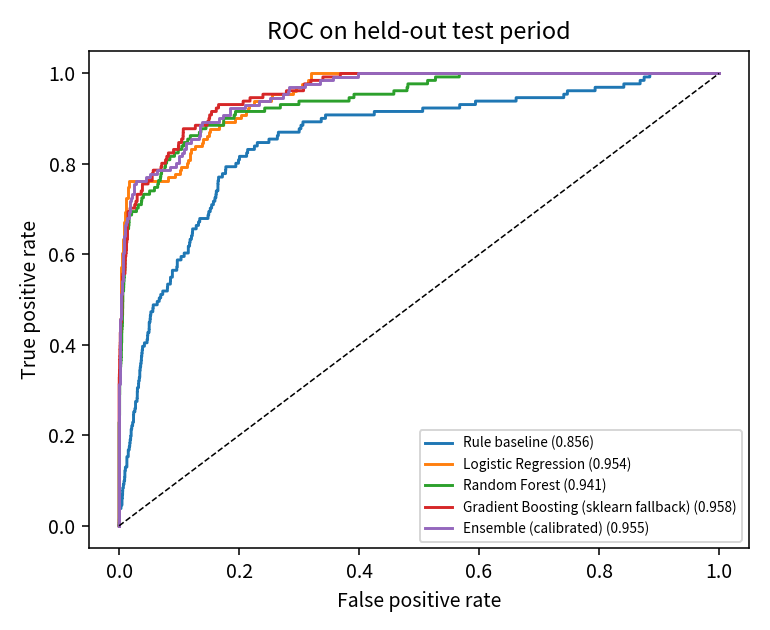 ROC on held-out test period
True positive rate
1.0
0.8
0.6
0.4
0.2
0.0
Rule baseline (0.856)
Logistic Regression (0.954)
Random Forest (0.941)
Gradient Boosting (sklearn fallback) (0.958)
Ensemble (calibrated) (0.955)
0.0 0.2 0.4 0.6 0.8 1.0
False positive rate